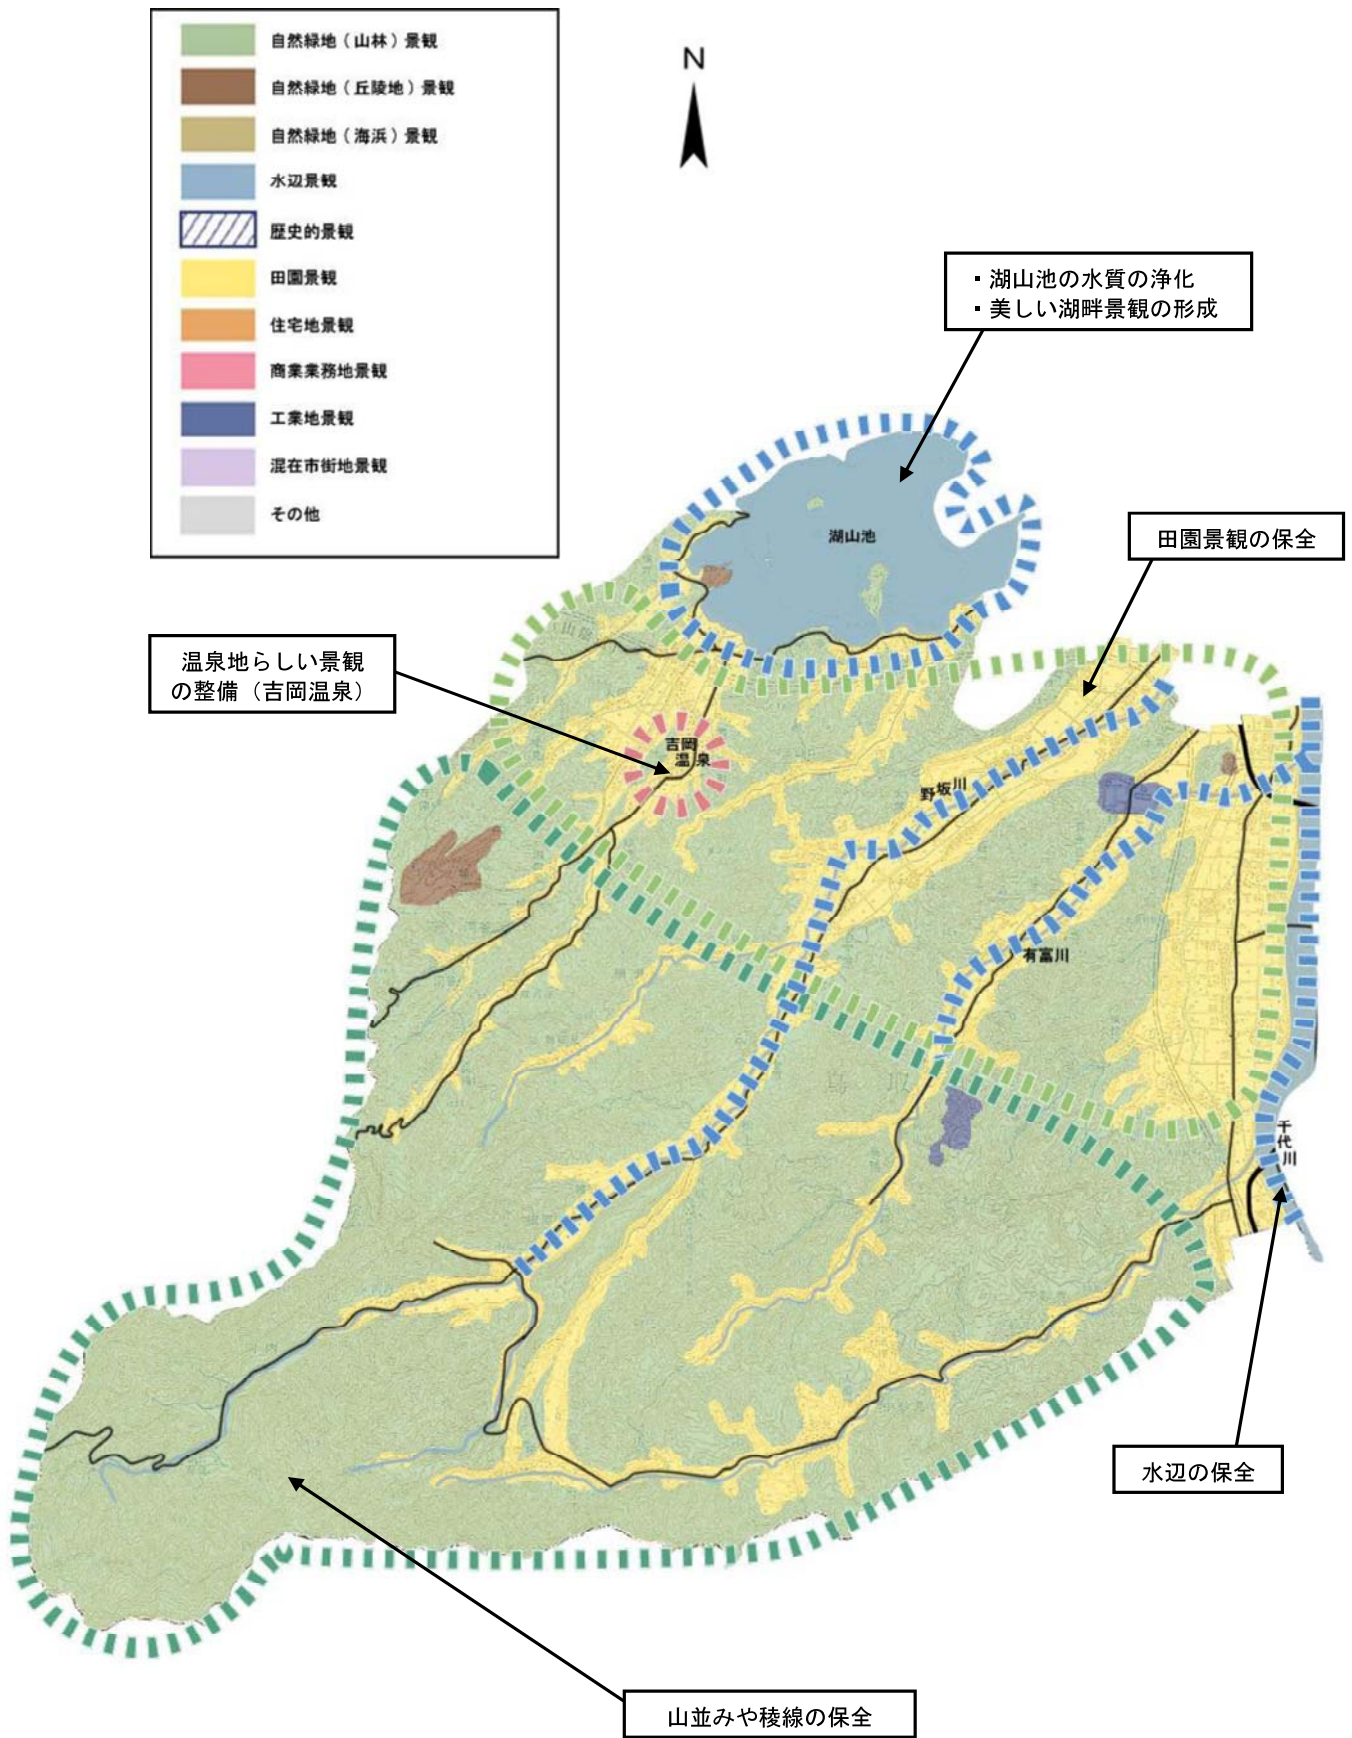 自然緑地（山林）景観
自然緑地（丘陵地）景観
自然緑地（海浜）景観
水辺景観
歴史的景観
田園景観
住宅地景観
商業業務地景観
工業地景観
混在市街地景観
その他
N
・湖山池の水質の浄化
・美しい湖畔景観の形成
湖山池
田園景観の保全
温泉地らしい景観
の整備（吉岡温泉）
吉岡
温泉
野坂川
有富川
千代川
水辺の保全
山並みや稜線の保全